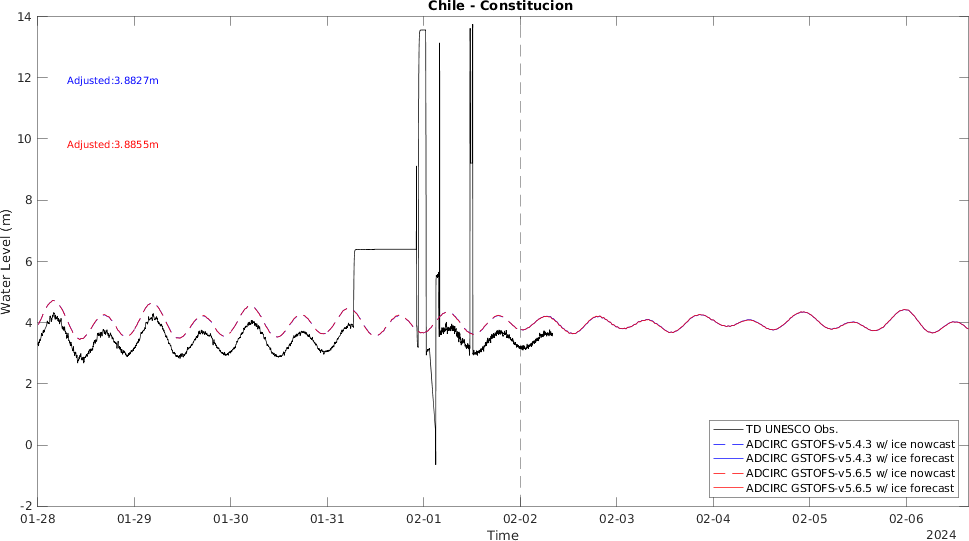 Chile - Constitucion
14
12
10
8
6
4
2
0
-2
Water Level (m)
Adjusted:3.8827m
Adjusted:3.8855m
TD UNESCO Obs.
ADCIRC GSTOFS-v5.4.3 w/ ice nowcast
ADCIRC GSTOFS-v5.4.3 w/ ice forecast
ADCIRC GSTOFS-v5.6.5 w/ ice nowcast
ADCIRC GSTOFS-v5.6.5 w/ ice forecast
01-28 01-29 01-30 01-31 02-01 02-02 02-03 02-04 02-05 02-06
Time
2024